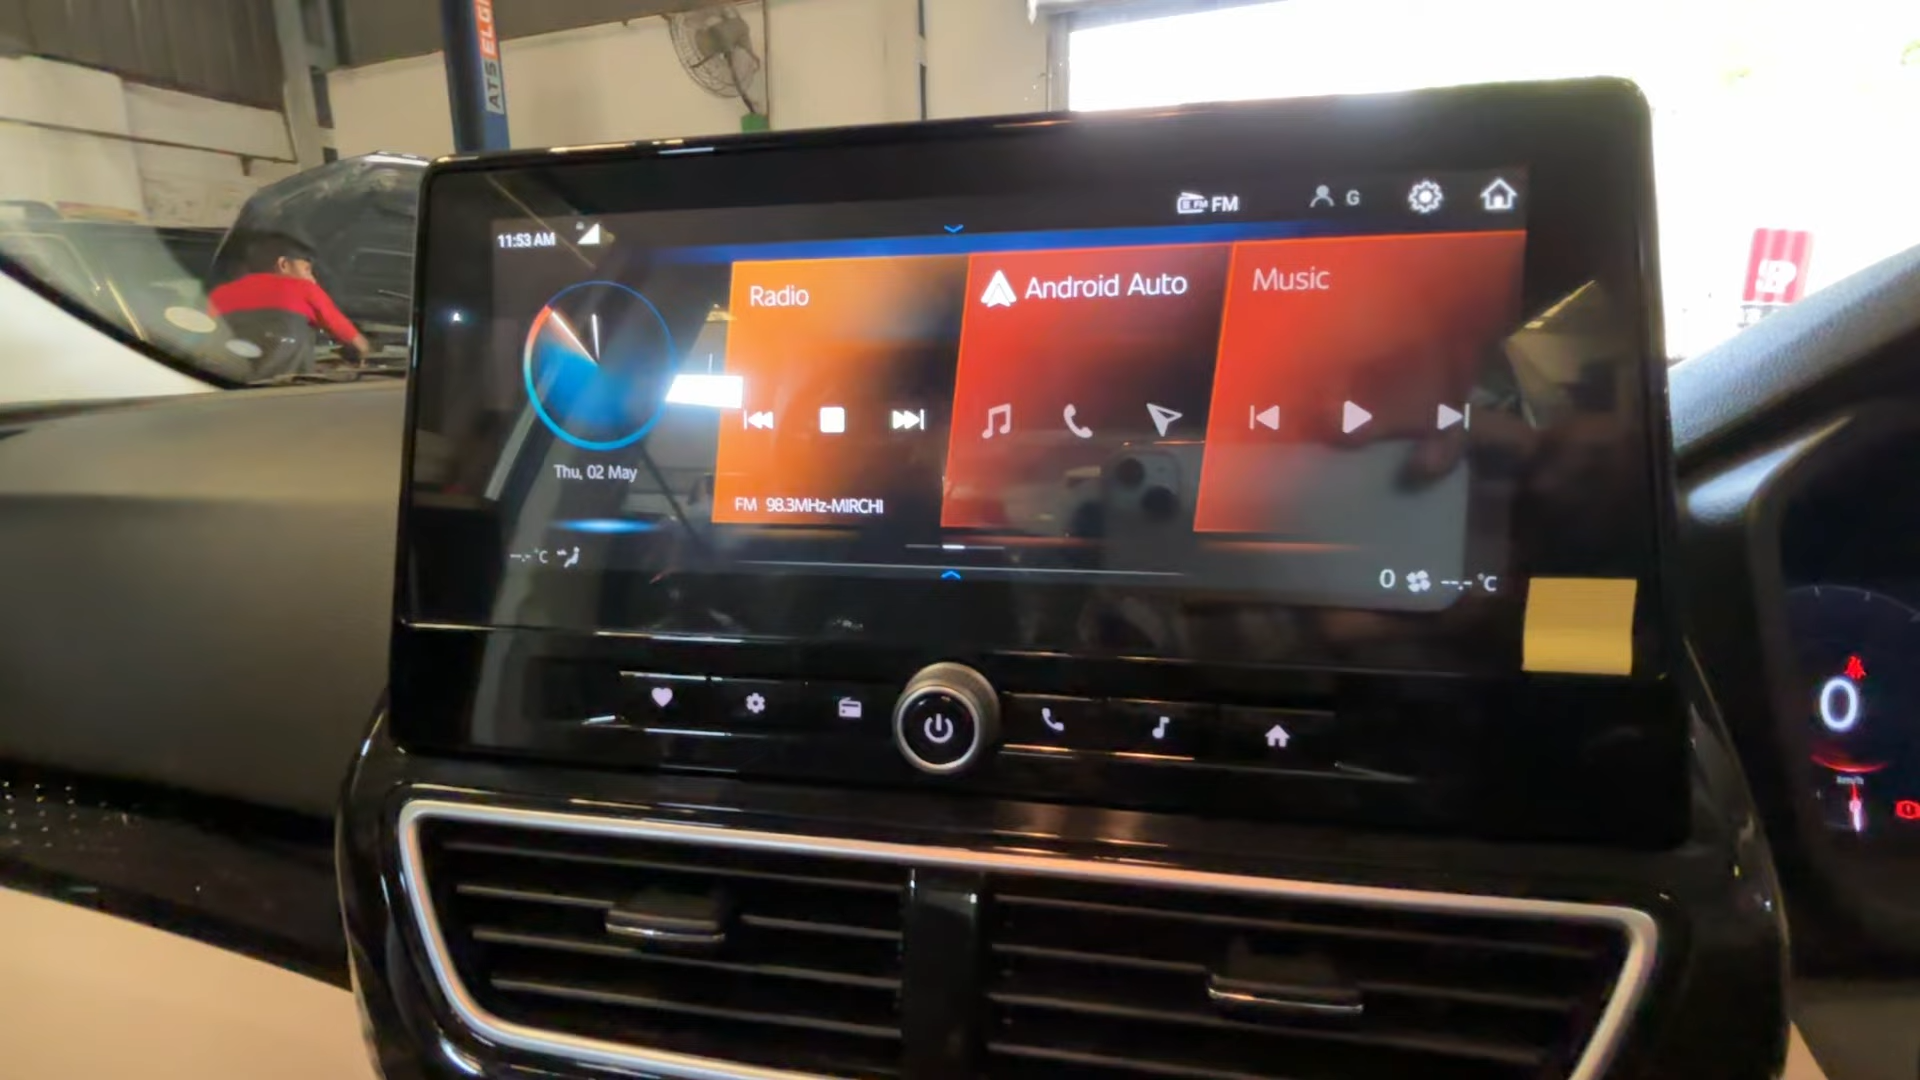 ATS ELGI
FM
G
11:53 AM
Radio
Android Auto
Music
Thu, 02 May
FM 98.3MHz-MIRCHI
--.- °C
0 --.- °C
0
km/h